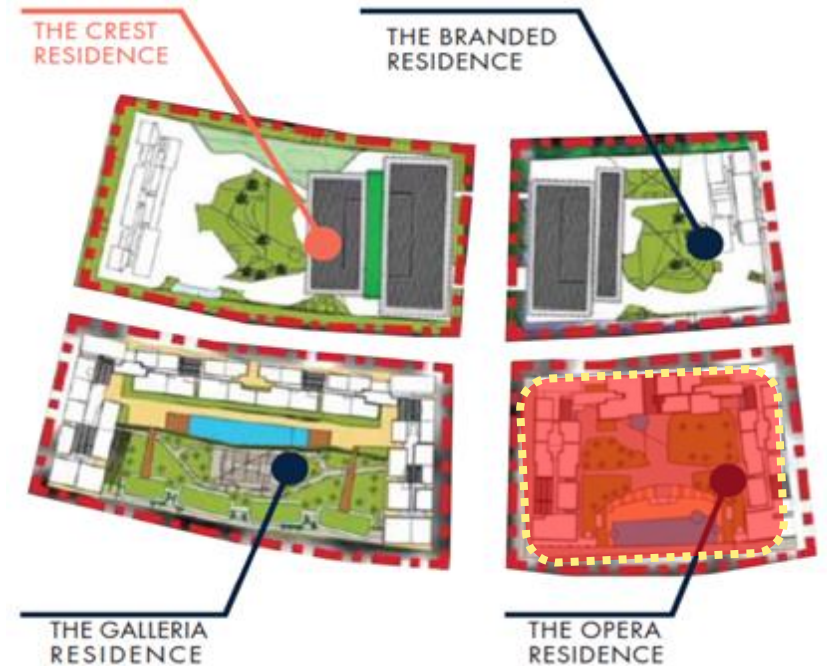 THE CREST
RESIDENCE
THE BRANDED
RESIDENCE
THE GALLERIA
RESIDENCE
THE OPERA
RESIDENCE